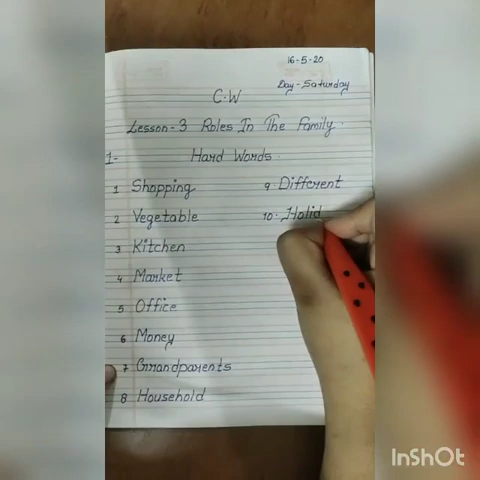 16-5-20
Day-Saturday
C.W
Lesson-3 Roles In The Family.
1-
Hard Words.
1 Shopping
2 Vegetable
3 Kitchen
4 Market
5 Office
6 Money
7 Grandparents
8 Household
9. Different
10. Holid
InShOt